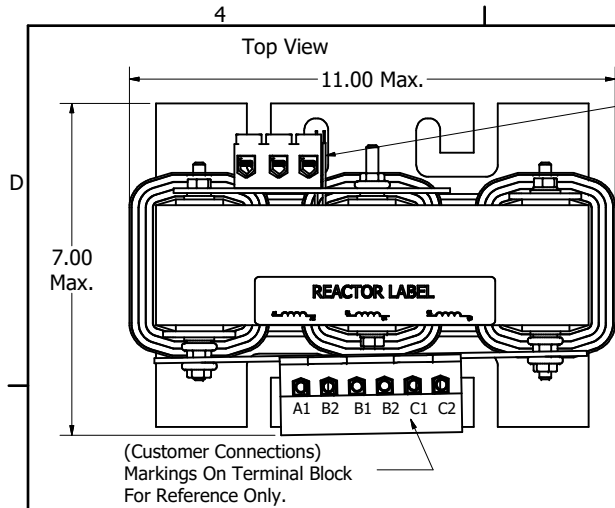 4
Top View
11.00 Max.
D
7.00
Max.
REACTOR LABEL
A1 B2 B1 B2 C1 C2
(Customer Connections)
Markings On Terminal Block
For Reference Only.